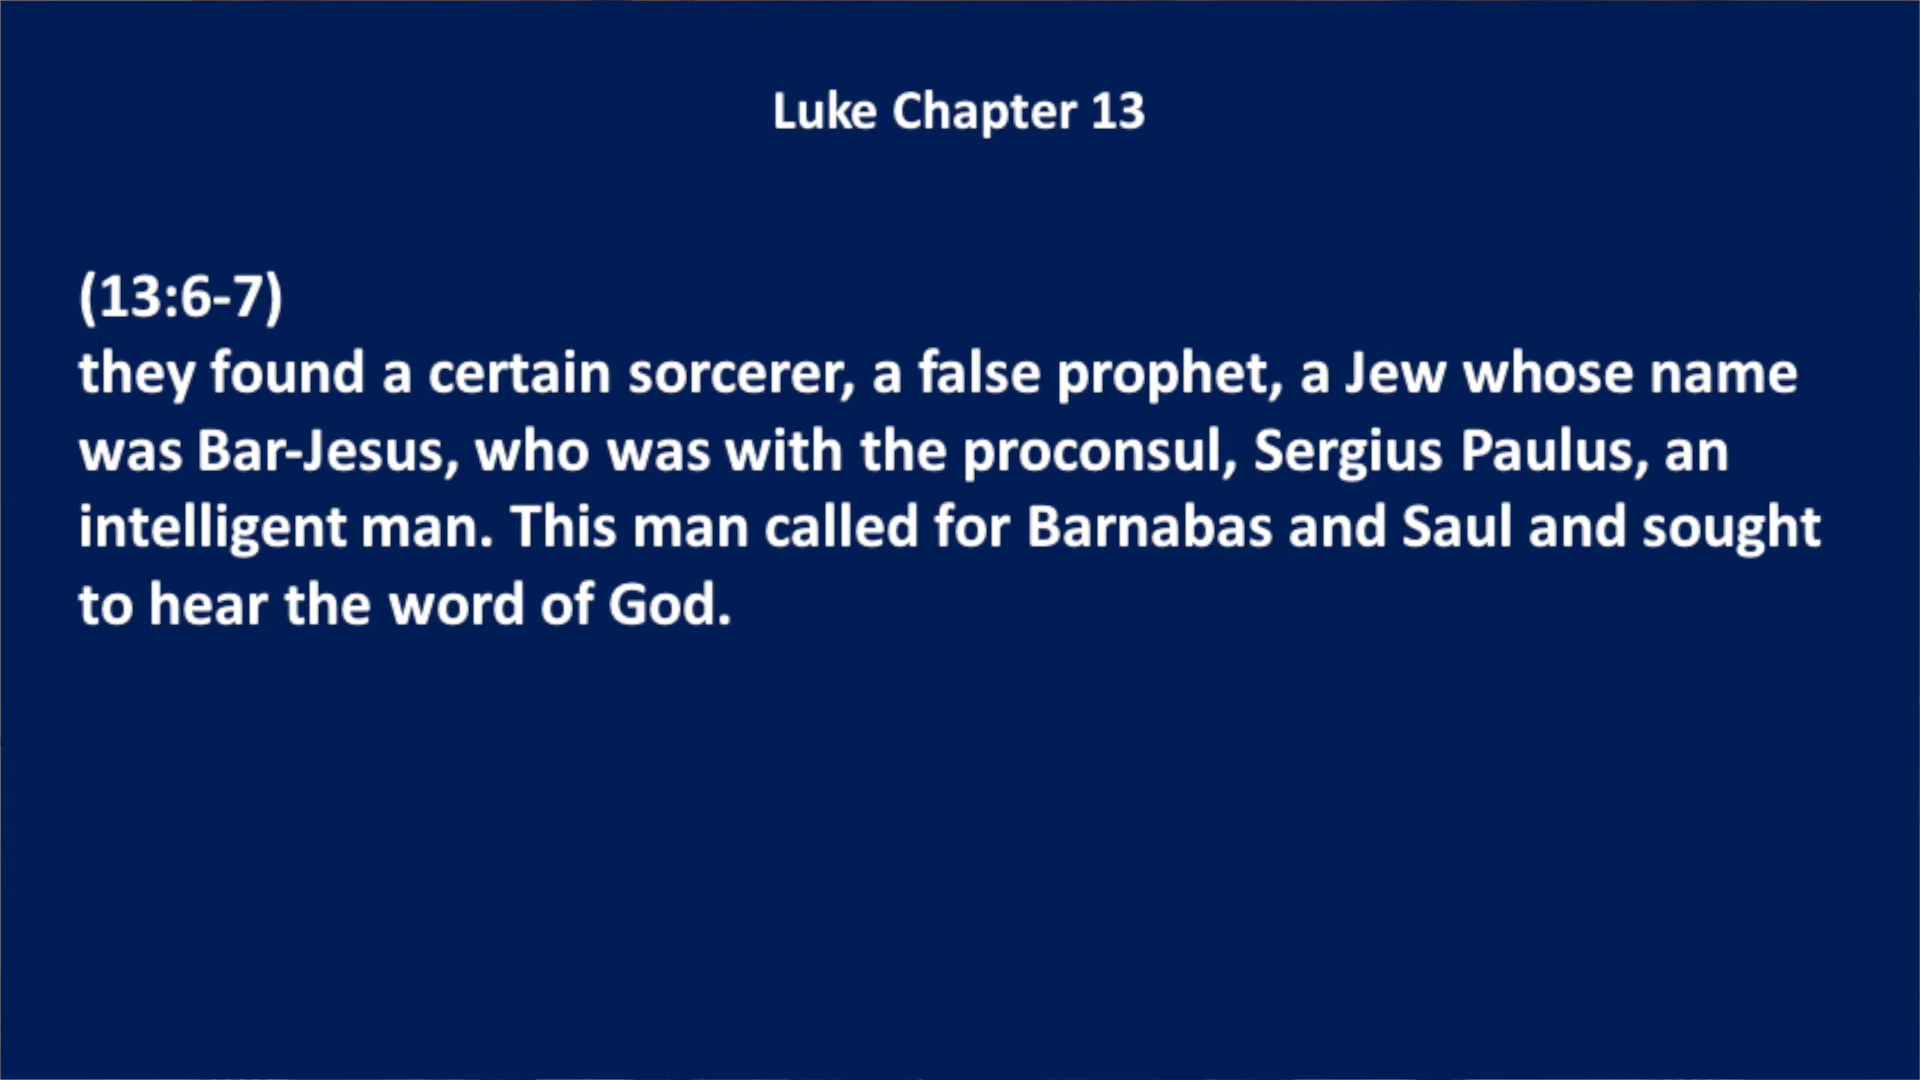 Luke Chapter 13
(13:6-7)
they found a certain sorcerer, a false prophet, a Jew whose name
was Bar-Jesus, who was with the proconsul, Sergius Paulus, an
intelligent man. This man called for Barnabas and Saul and sought
to hear the word of God.